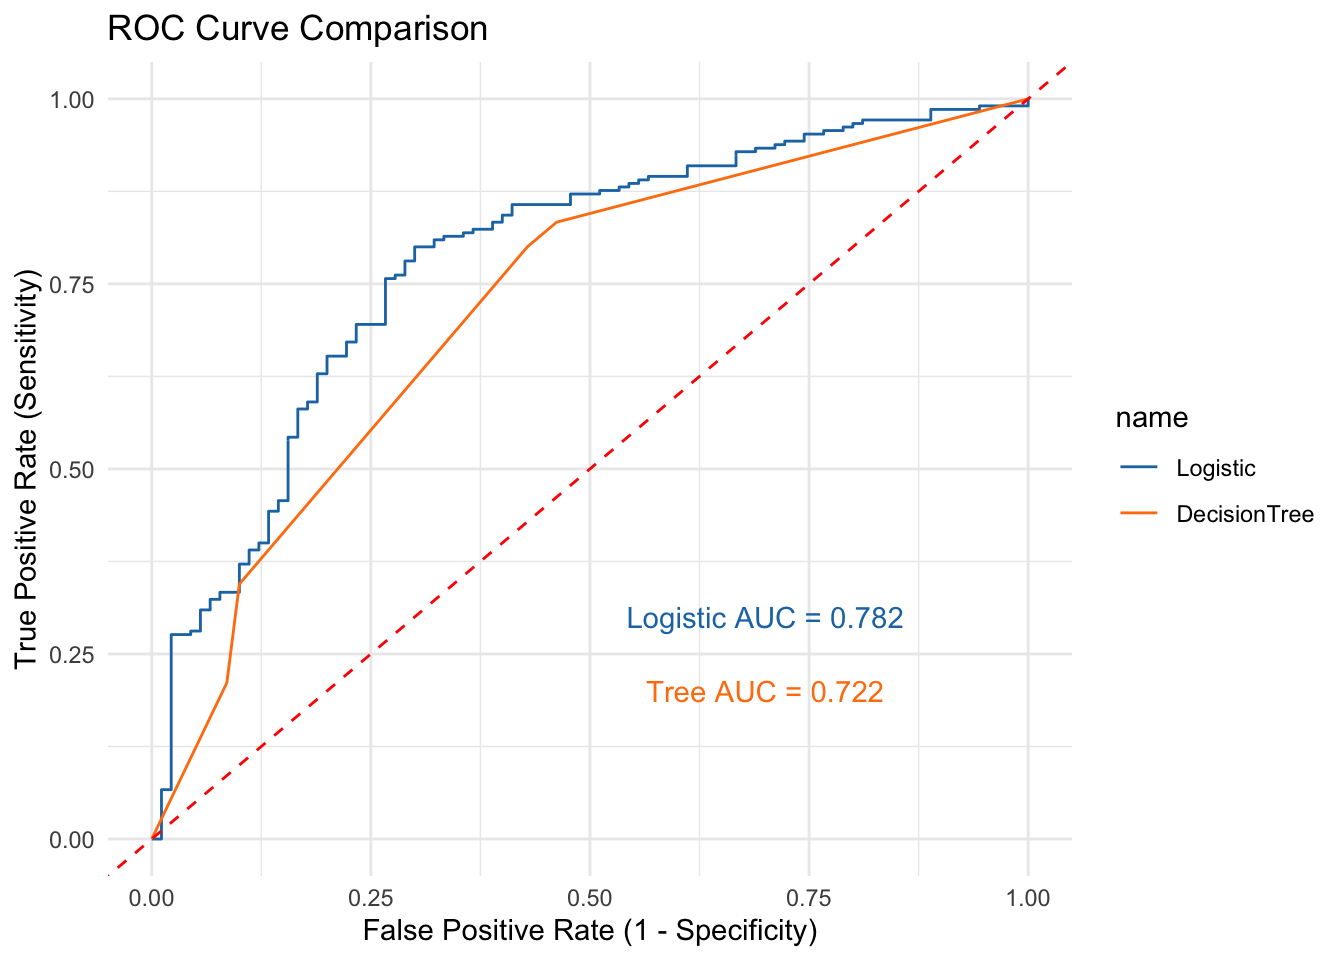 ROC Curve Comparison
True Positive Rate (Sensitivity)
1.00
0.75
0.50
0.25
0.00
Logistic AUC = 0.782
Tree AUC = 0.722
0.00 0.25 0.50 0.75 1.00
False Positive Rate (1 - Specificity)
name
Logistic
DecisionTree